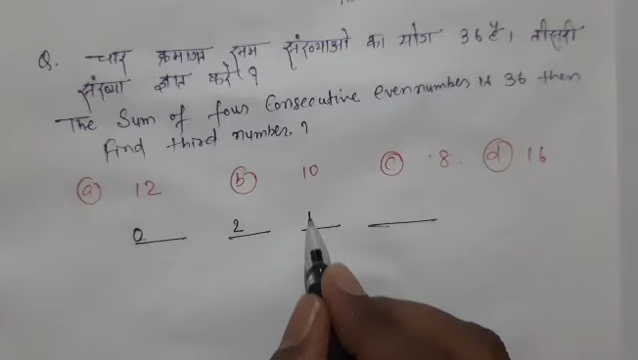 Q. चार क्रमागत सम संख्याओ का योग 36 है। तीसरी
संख्या ज्ञात करो ?
The Sum of four Consecutive even number is 36 then
find third number. ?
(a) 12 (b) 10 (c) 8. (d) 16
0 2